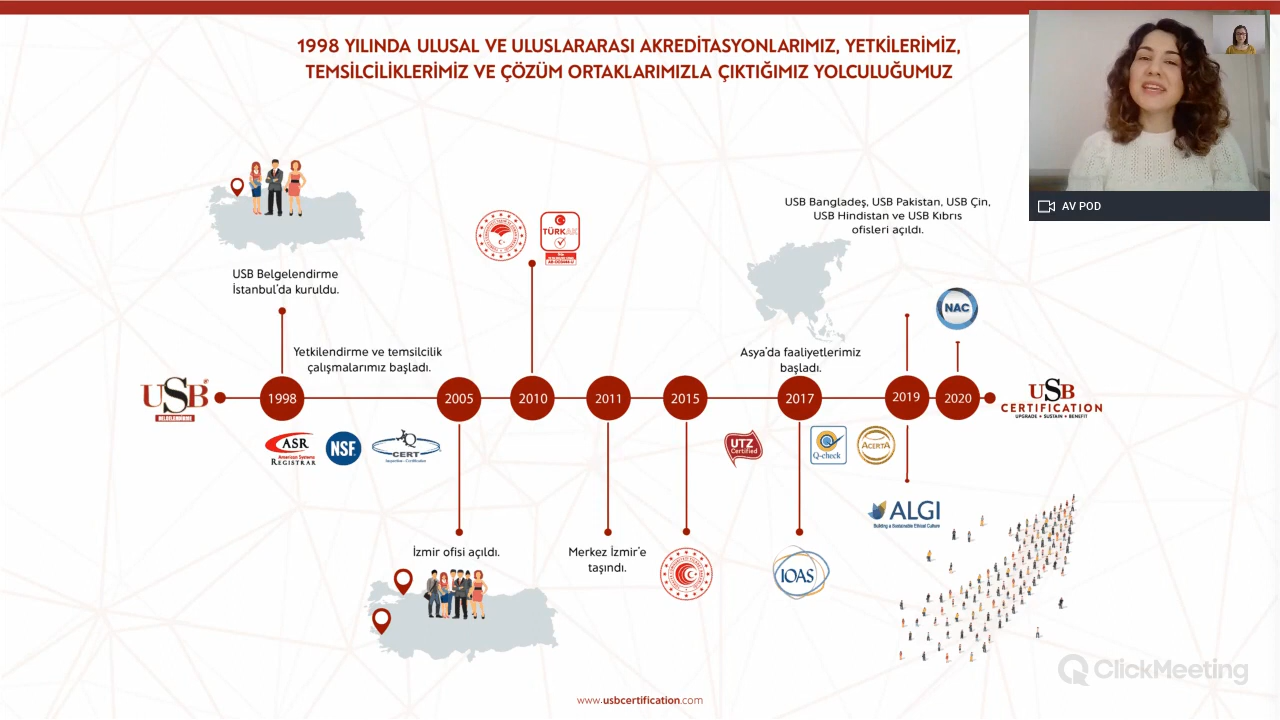 1998 YILINDA ULUSAL VE ULUSLARARASI AKREDİTASYONLARIMIZ, YETKİLERİMİZ,
TEMSİLCİLİKLERİMİZ VE ÇÖZÜM ORTAKLARIMIZLA ÇIKTIĞIMIZ YOLCULUĞUMUZ
AV POD
USB Bangladeş, USB Pakistan, USB Çin,
USB Hindistan ve USB Kıbrıs
ofisleri açıldı.
TÜRKAK
USB Belgelendirme
İstanbul'da kuruldu.
NAC
Yetkilendirme ve temsilcilik
çalışmalarımız başladı.
Asya'da faaliyetlerimiz
başladı.
USB
BELGELENDİRME
1998
2005
2010
2011
2015
2017
2019
2020
USB
CERTIFICATION
UPGRADE • SUSTAIN • BENEFIT
ASR
American Systems
REGISTRAR
NSF
CERT
Inspection - Certification
UTZ
Certified
Q-check
ACERTA
ALGI
Building a Sustainable Ethical Culture
İzmir ofisi açıldı.
Merkez İzmir'e
taşındı.
IOAS
ClickMeeting
www.usbcertification.com